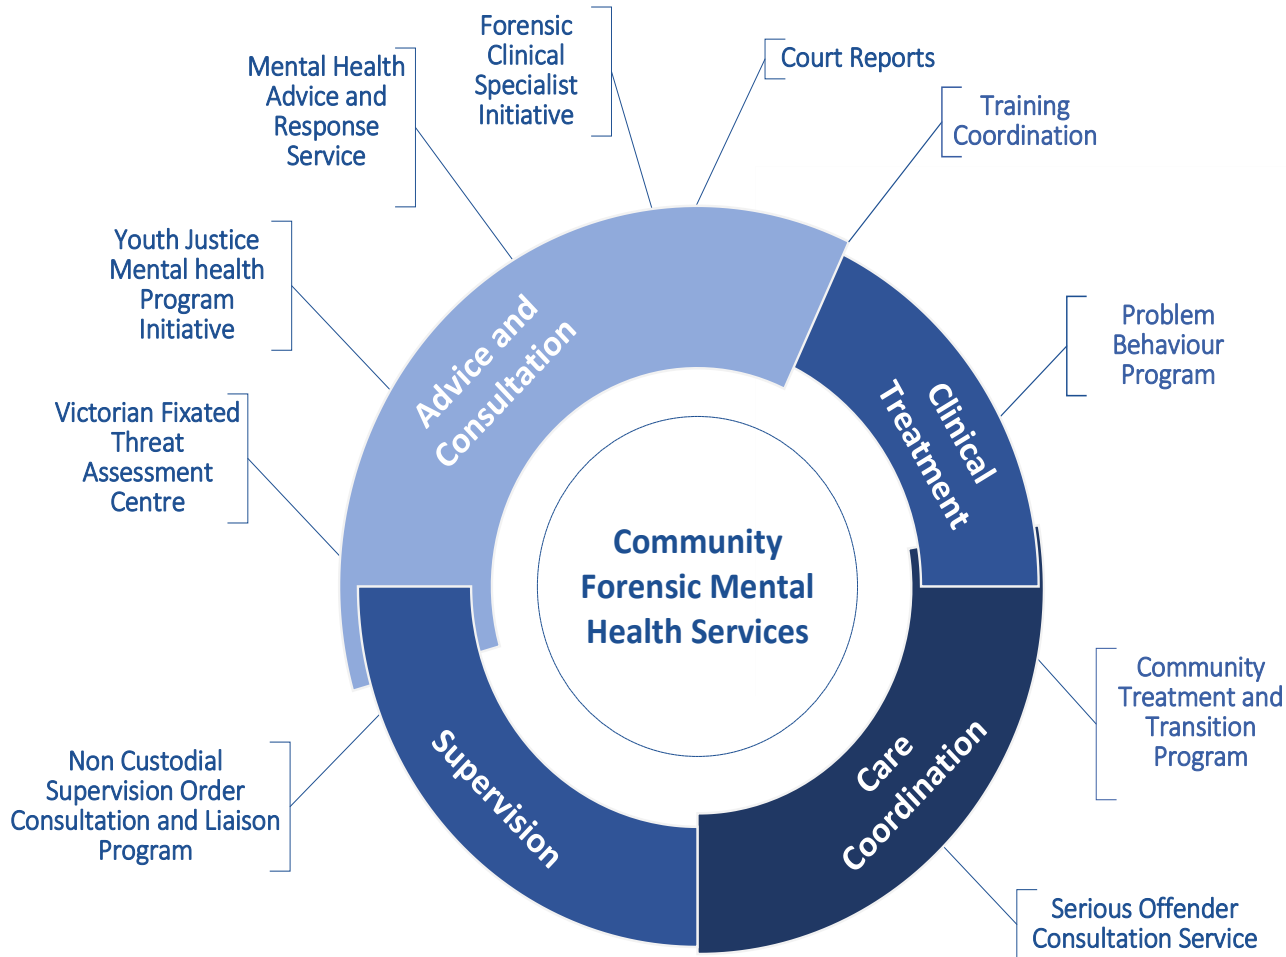 Forensic
Clinical
Specialist
Initiative
Court Reports
Mental Health
Advice and
Response
Service
Training
Coordination
Youth Justice
Mental health
Program
Initiative
Problem
Behaviour
Program
Victorian Fixated
Threat
Assessment
Centre
Advice and
Consultation
Clinical
Treatment
Community
Forensic Mental
Health Services
Community
Treatment and
Transition
Program
Non Custodial
Supervision Order
Consultation and Liaison
Program
Supervision
Care
Coordination
Serious Offender
Consultation Service